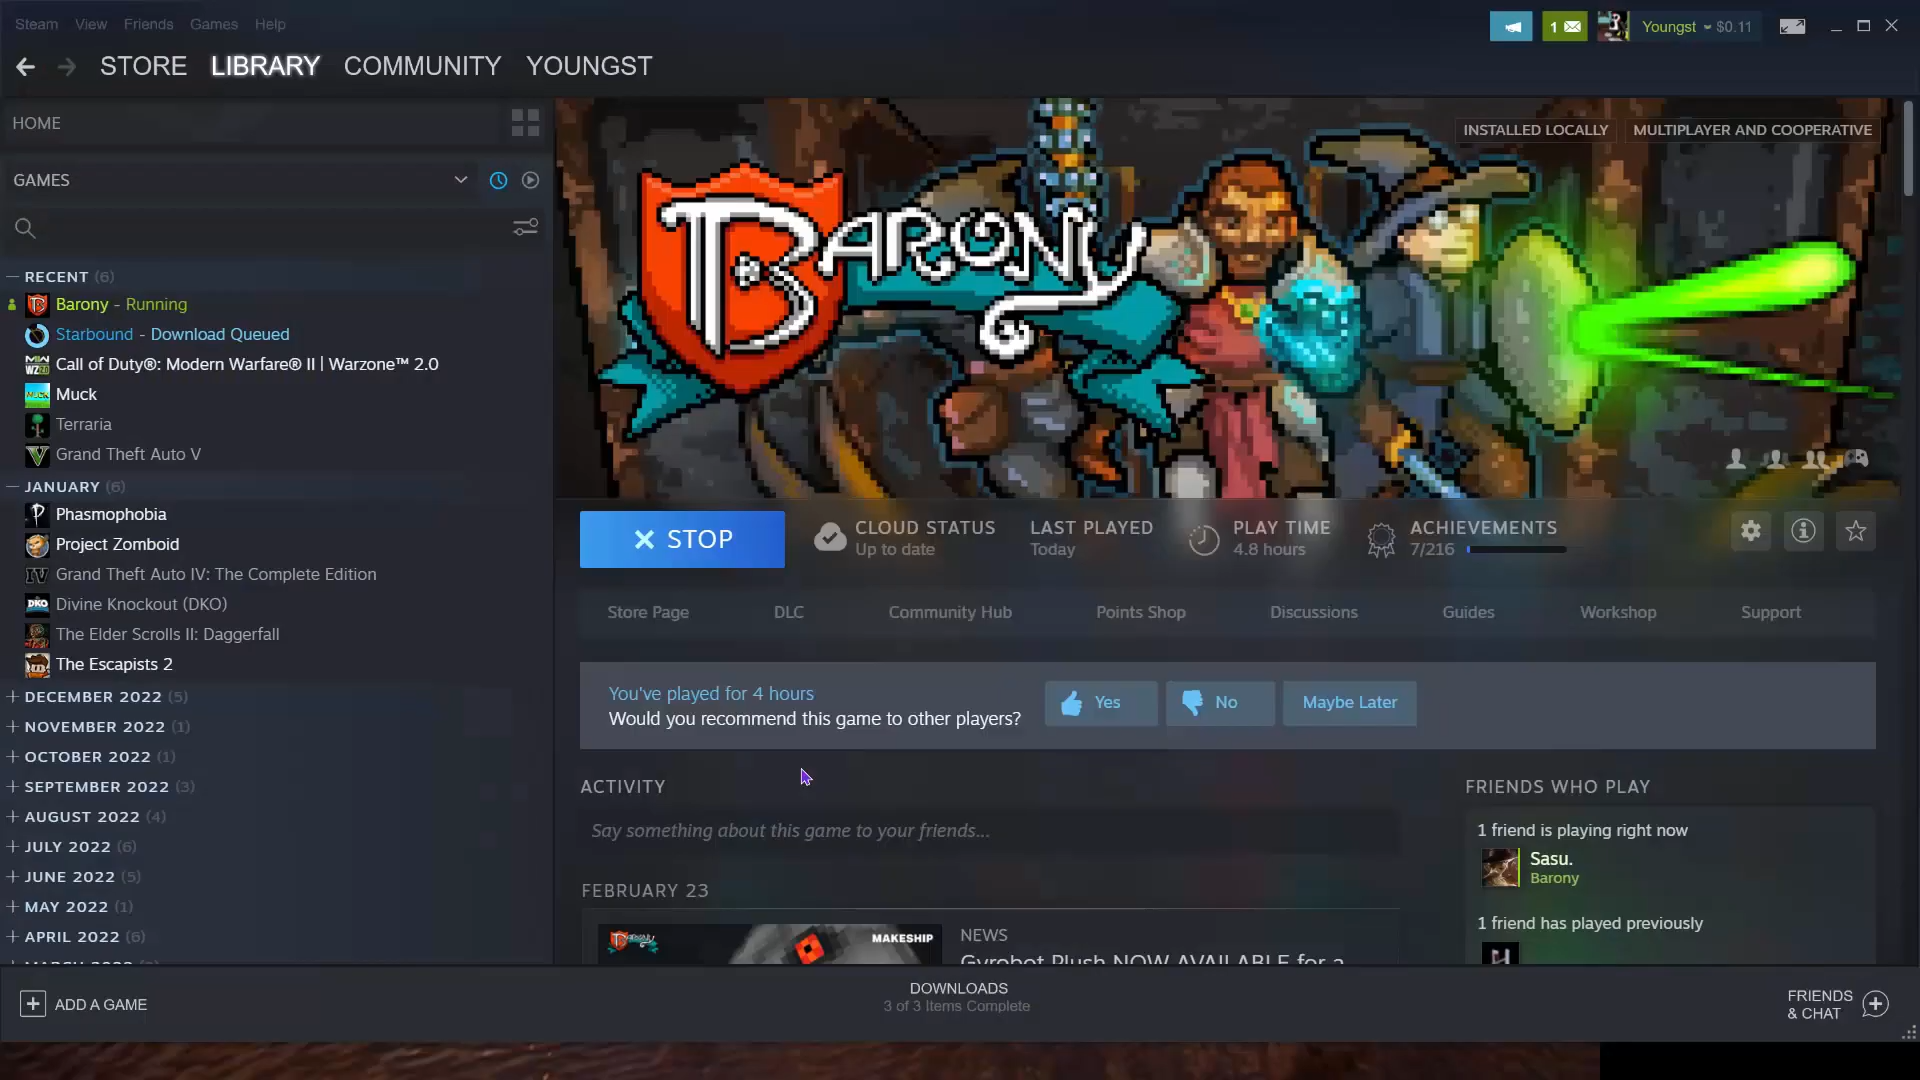 Steam View Friends Games Help
1 Youngst $0.11
STORE LIBRARY COMMUNITY YOUNGST
HOME
INSTALLED LOCALLY MULTIPLAYER AND COOPERATIVE
GAMES
BARONY
RECENT (6)
Barony - Running
Starbound - Download Queued
Call of Duty®: Modern Warfare® II | Warzone™ 2.0
Muck
Terraria
Grand Theft Auto V
JANUARY (6)
Phasmophobia
Project Zomboid
Grand Theft Auto IV: The Complete Edition
Divine Knockout (DKO)
The Elder Scrolls II: Daggerfall
The Escapists 2
DECEMBER 2022 (5)
NOVEMBER 2022 (1)
OCTOBER 2022 (1)
SEPTEMBER 2022 (3)
AUGUST 2022 (4)
JULY 2022 (6)
JUNE 2022 (5)
MAY 2022 (1)
APRIL 2022 (6)
STOP
CLOUD STATUS
Up to date
LAST PLAYED
Today
PLAY TIME
4.8 hours
ACHIEVEMENTS
7/216
Store Page DLC Community Hub Points Shop Discussions Guides Workshop Support
You've played for 4 hours
Would you recommend this game to other players?
Yes No Maybe Later
ACTIVITY
Say something about this game to your friends...
FEBRUARY 23
MAKESHIP
NEWS
Gyrobot Plush NOW AVAILABLE for a
FRIENDS WHO PLAY
1 friend is playing right now
Sasu.
Barony
1 friend has played previously
ADD A GAME
DOWNLOADS
3 of 3 Items Complete
FRIENDS
& CHAT